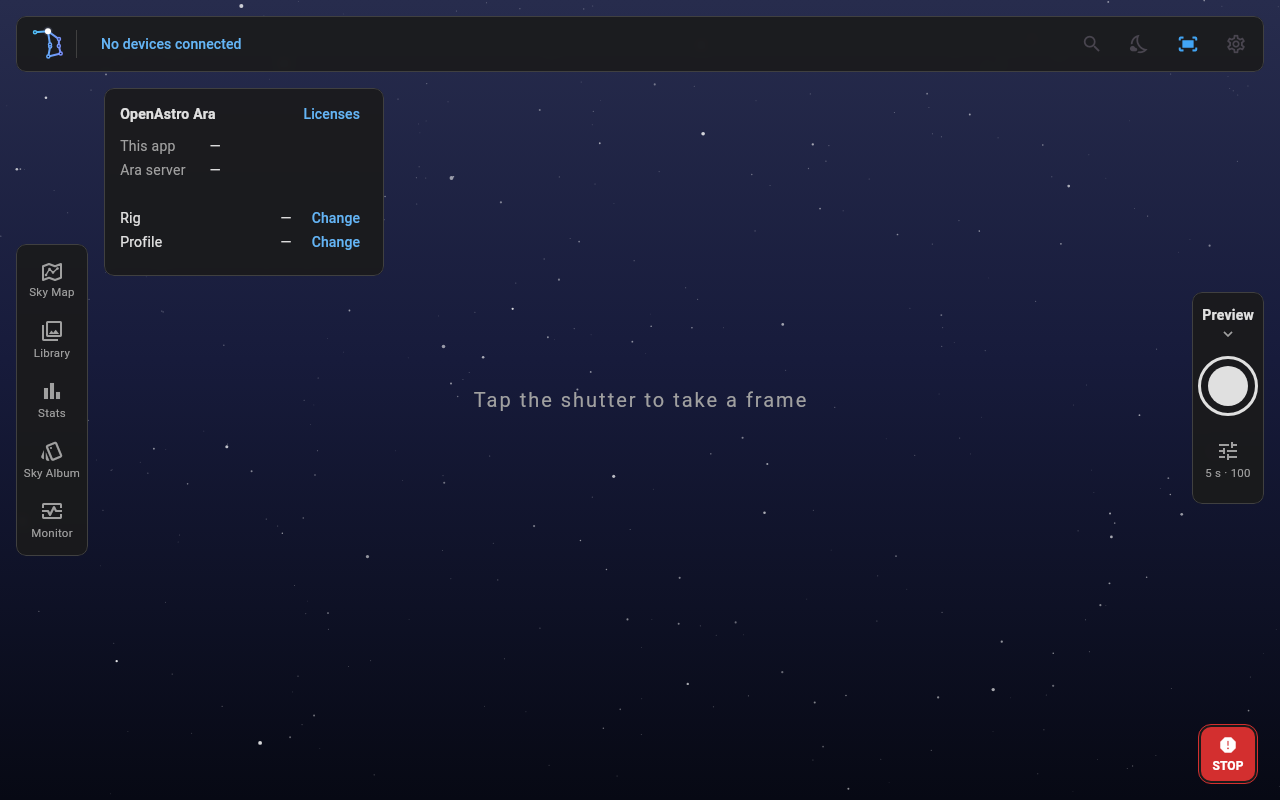 No devices connected
OpenAstro Ara Licenses
This app —
Ara server —
Rig — Change
Profile — Change
Sky Map
Library
Stats
Sky Album
Monitor
Tap the shutter to take a frame
Preview
5 s · 100
STOP